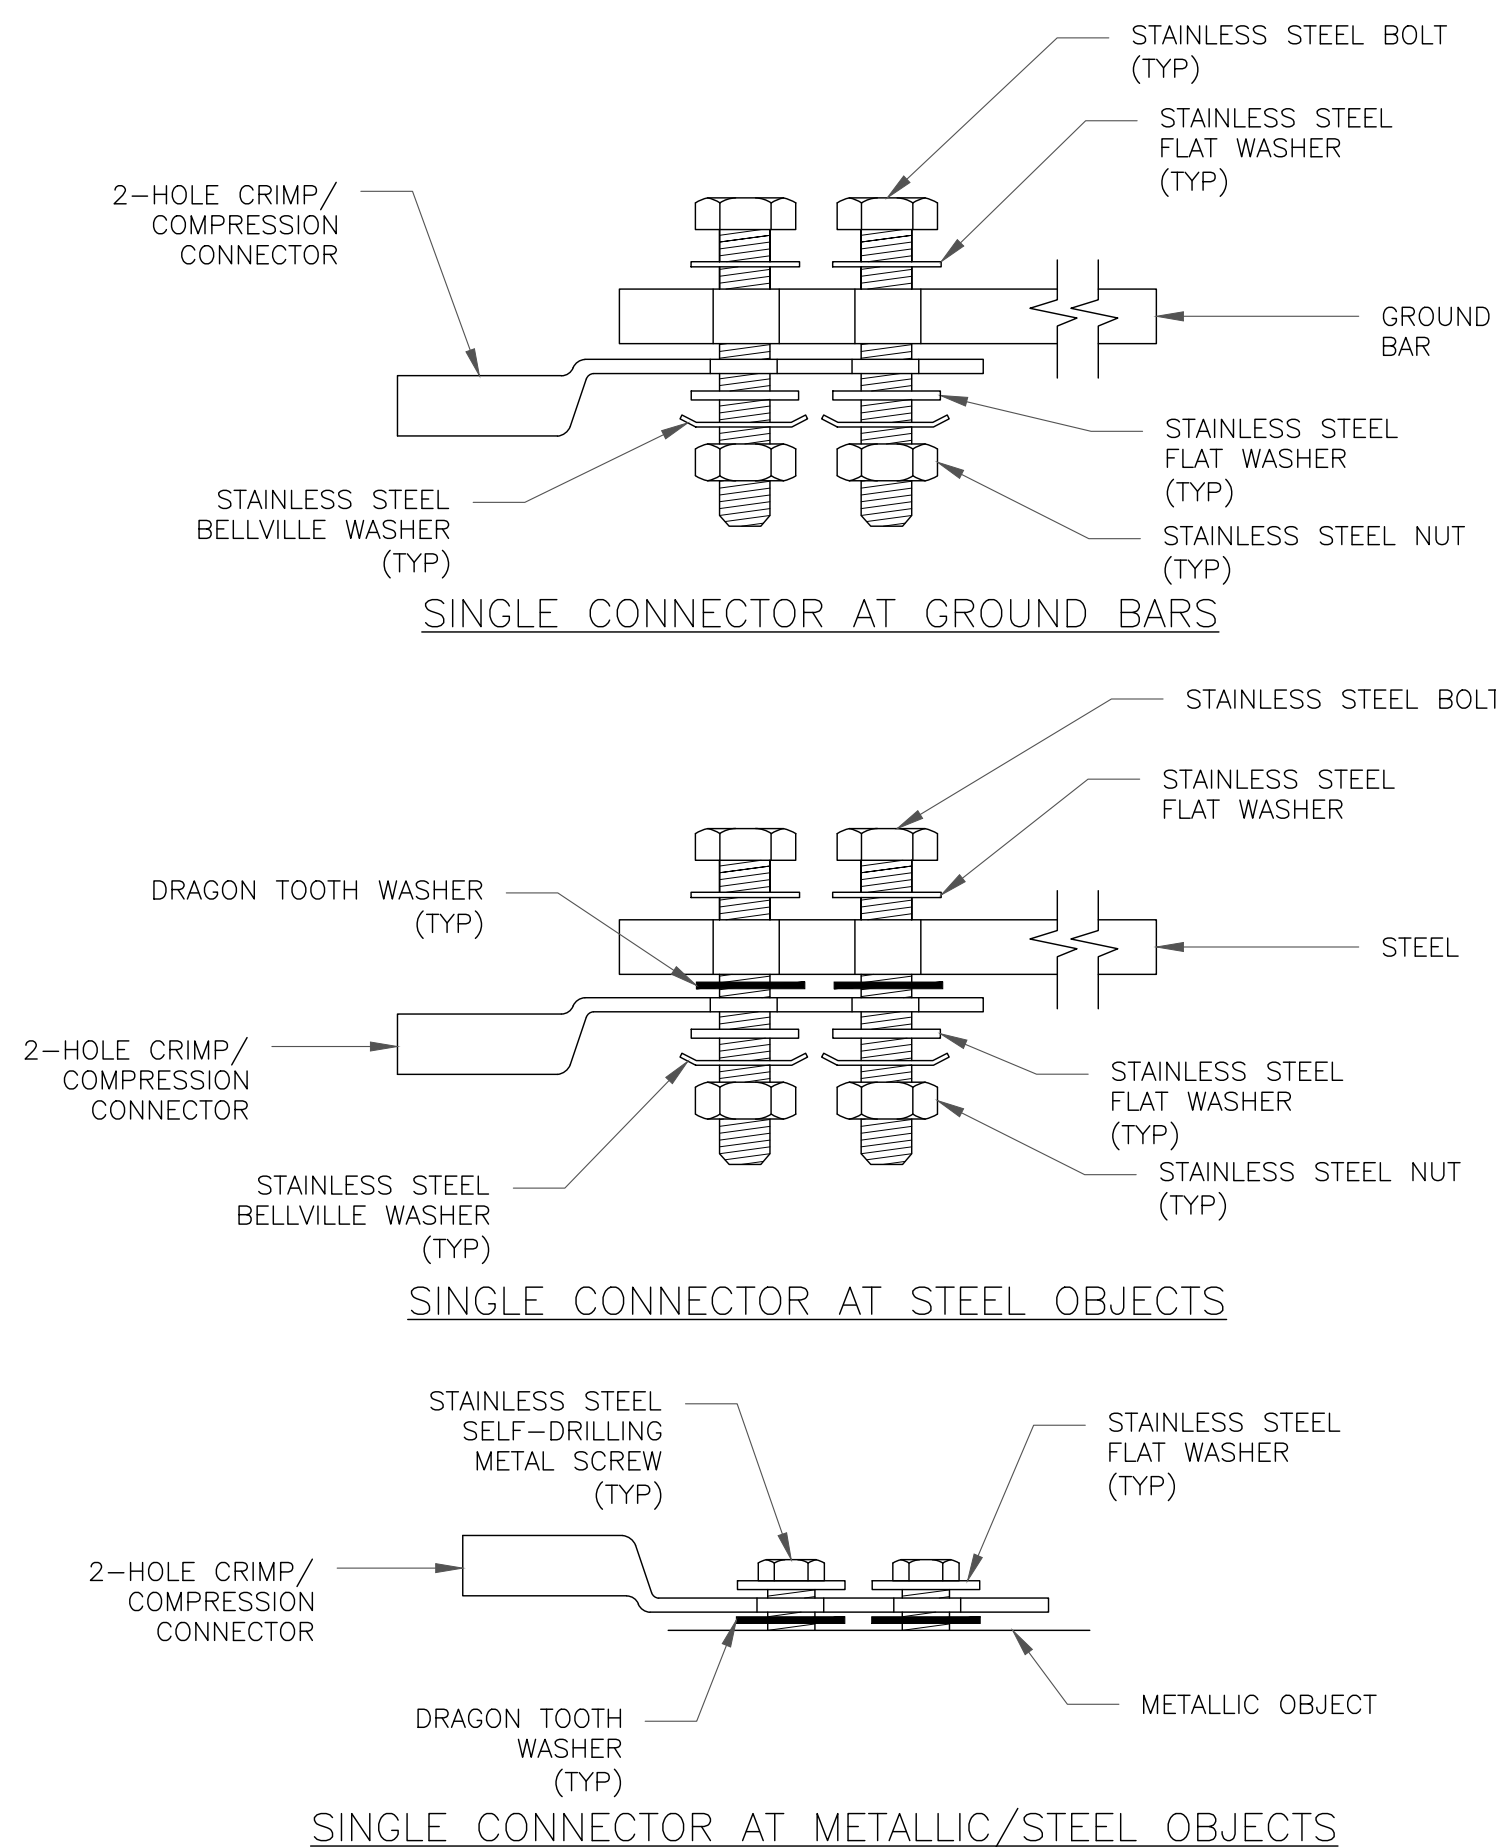 STAINLESS STEEL BOLT
(TYP)
STAINLESS STEEL
FLAT WASHER
(TYP)
2-HOLE CRIMP/
COMPRESSION
CONNECTOR
GROUND
BAR
STAINLESS STEEL
FLAT WASHER
(TYP)
STAINLESS STEEL
BELLVILLE WASHER
(TYP)
STAINLESS STEEL NUT
(TYP)
SINGLE CONNECTOR AT GROUND BARS
STAINLESS STEEL BOLT
STAINLESS STEEL
FLAT WASHER
DRAGON TOOTH WASHER
(TYP)
STEEL
2-HOLE CRIMP/
COMPRESSION
CONNECTOR
STAINLESS STEEL
FLAT WASHER
(TYP)
STAINLESS STEEL NUT
(TYP)
STAINLESS STEEL
BELLVILLE WASHER
(TYP)
SINGLE CONNECTOR AT STEEL OBJECTS
STAINLESS STEEL
SELF-DRILLING
METAL SCREW
(TYP)
STAINLESS STEEL
FLAT WASHER
(TYP)
2-HOLE CRIMP/
COMPRESSION
CONNECTOR
METALLIC OBJECT
DRAGON TOOTH
WASHER
(TYP)
SINGLE CONNECTOR AT METALLIC/STEEL OBJECTS